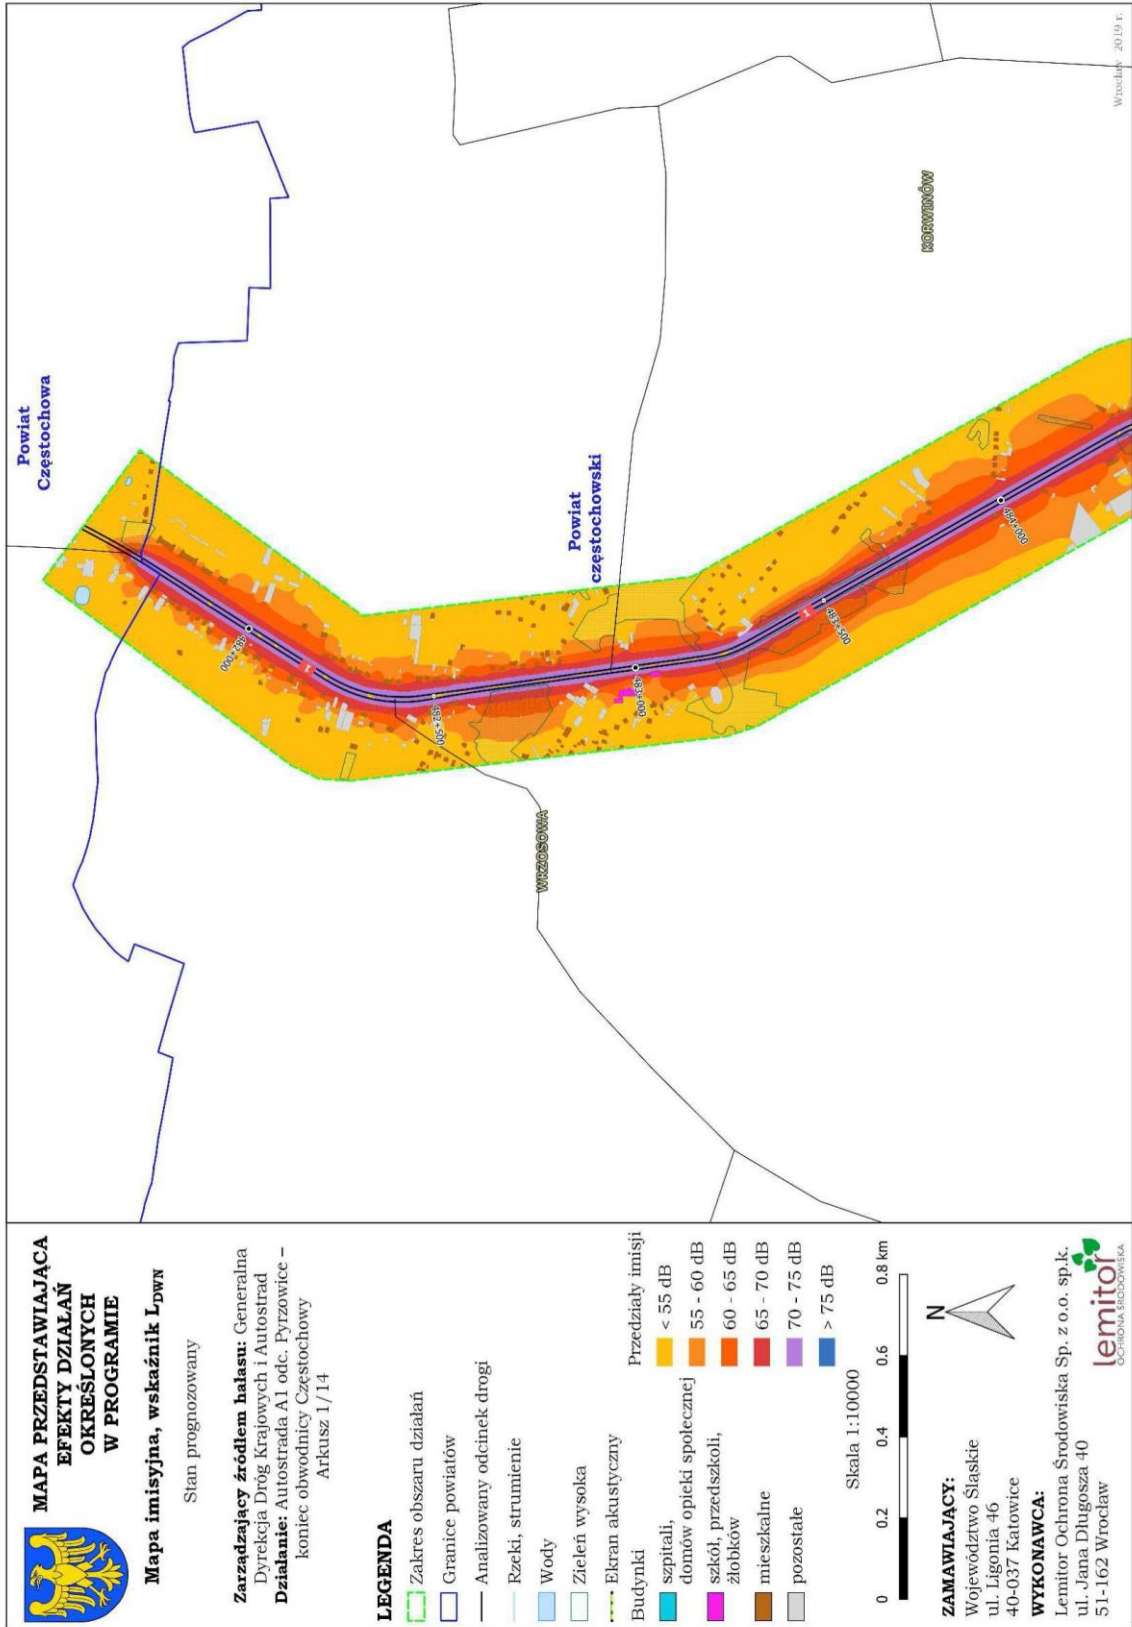 MAPA PRZEDSTAWIAJĄCA
EFEKTY DZIAŁAŃ
OKREŚLONYCH
W PROGRAMIE
Mapa imisyjna, wskaźnik LDWN
Stan prognozowany
Zarządzający źródłem hałasu: Generalna
Dyrekcja Dróg Krajowych i Autostrad
Działanie: Autostrada A1 odc. Pyrzowice –
koniec obwodnicy Częstochowy
Arkusz 1/14
LEGENDA
Zakres obszaru działań
Granice powiatów
Analizowany odcinek drogi
Rzeki, strumienie
Wody
Zieleń wysoka
Ekran akustyczny
Budynki
szpitali,
domów opieki społecznej
szkół, przedszkoli,
żłobków
mieszkalne
pozostałe
Przedziały imisji
< 55 dB
55 - 60 dB
60 - 65 dB
65 - 70 dB
70 - 75 dB
> 75 dB
Skala 1:10000
0 0.2 0.4 0.6 0.8 km
N
ZAMAWIAJĄCY:
Województwo Śląskie
ul. Ligonia 46
40-037 Katowice
WYKONAWCA:
Lemitor Ochrona Środowiska Sp. z o.o. sp.k.
ul. Jana Długosza 40
51-162 Wrocław
lemitor
OCHRONA ŚRODOWISKA
Powiat
Częstochowa
482+000
1
482+500
WRZOSOWA
Powiat
częstochowski
483+000
1
483+500
484+000
KORWINÓW
Wrocław 2019 r.